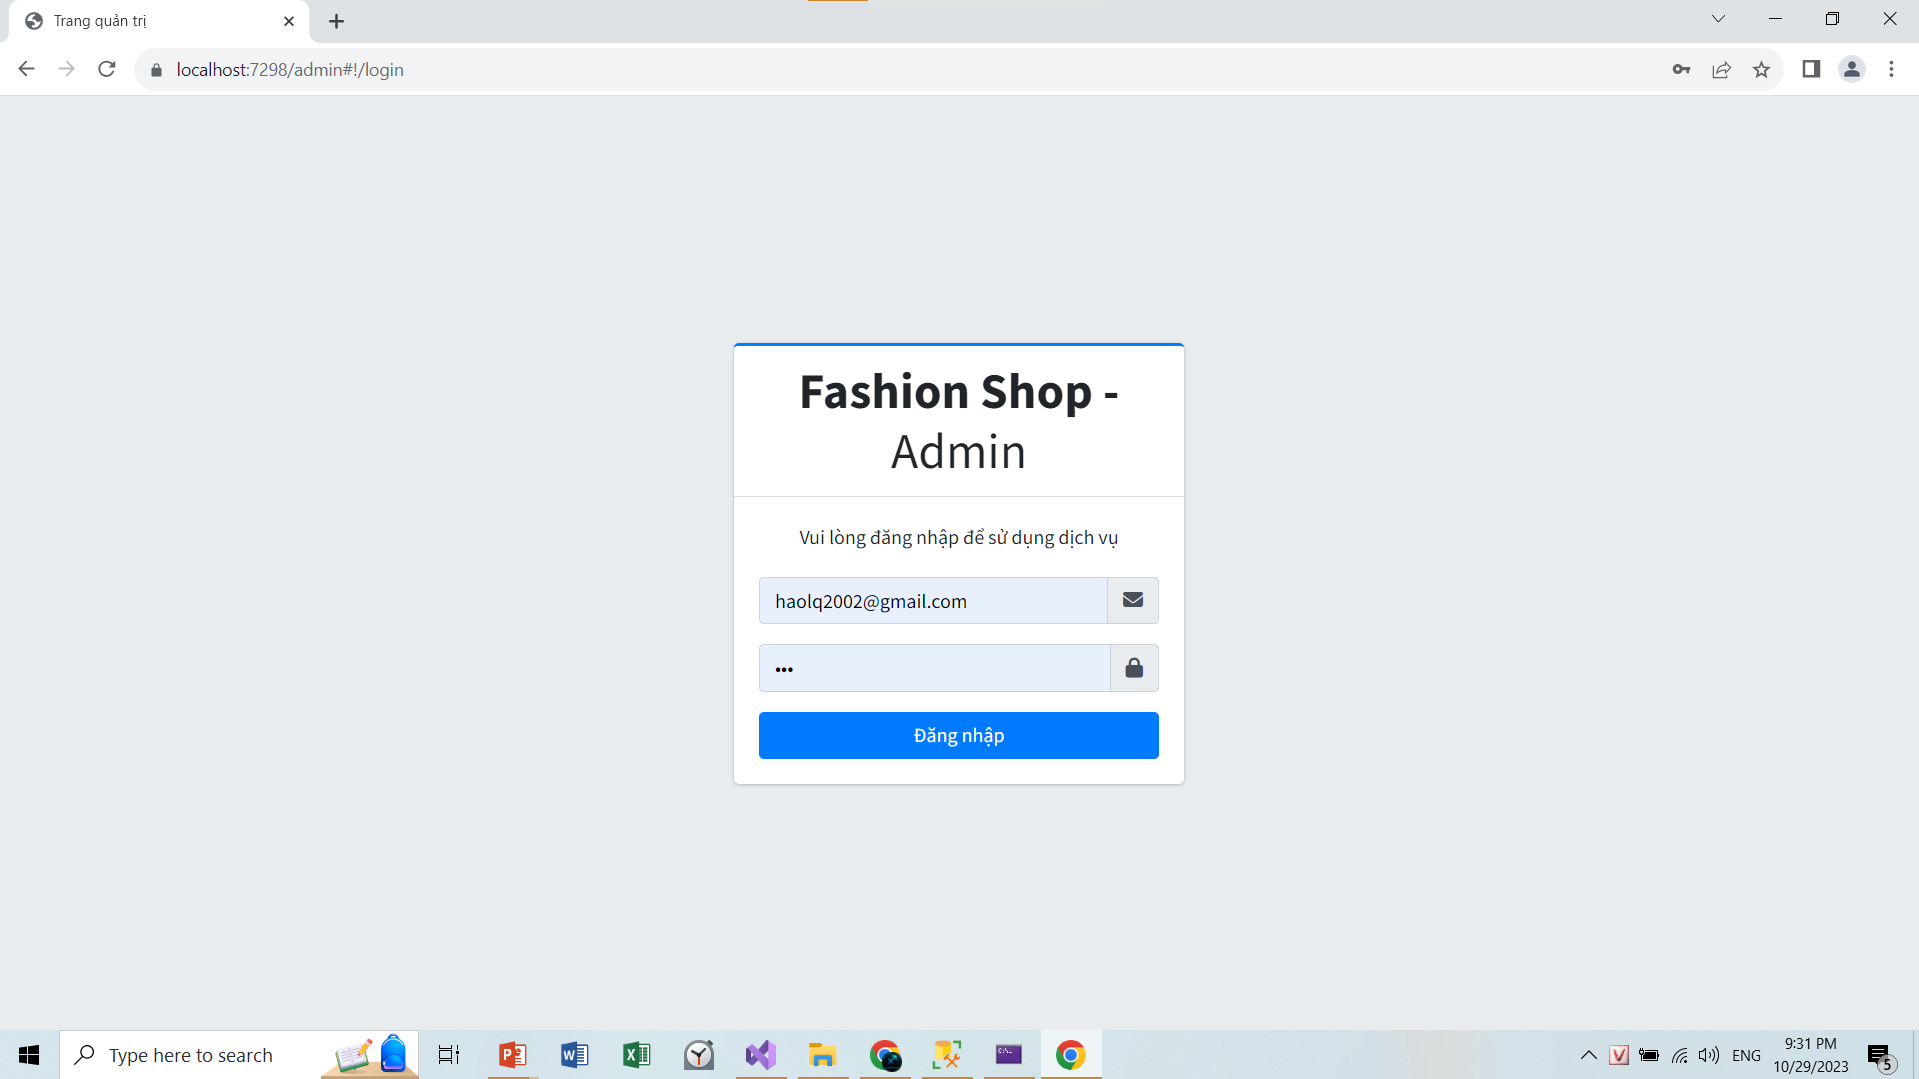 Trang quản trị
localhost:7298/admin#!/login
Fashion Shop -
Admin
Vui lòng đăng nhập để sử dụng dịch vụ
haolq2002@gmail.com
•••
Đăng nhập
Type here to search
ENG
9:31 PM
10/29/2023
5